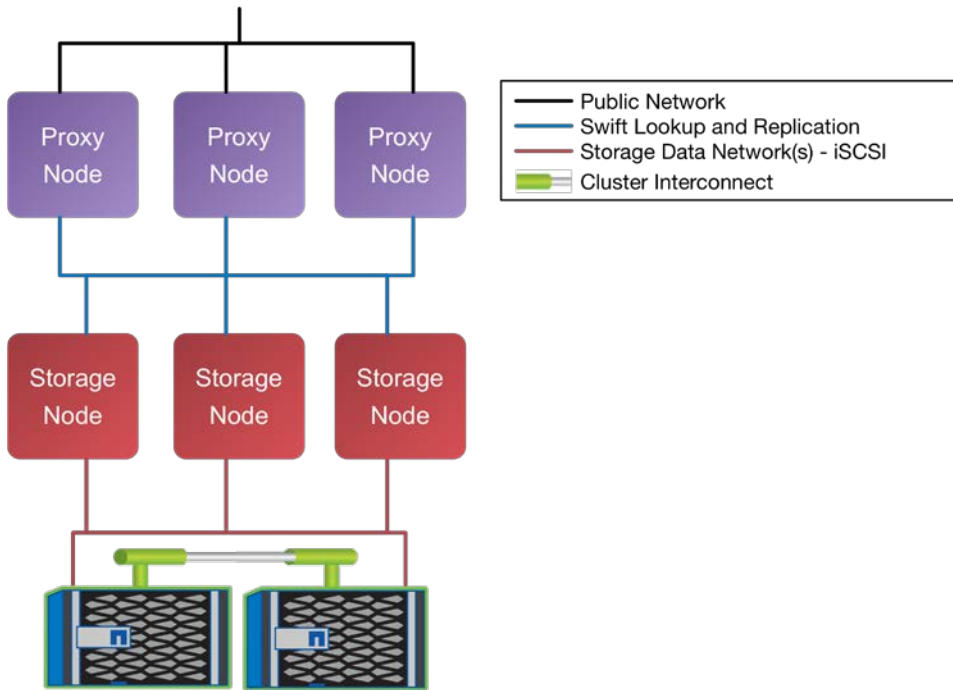 Proxy
Node
Proxy
Node
Proxy
Node
Public Network
Swift Lookup and Replication
Storage Data Network(s) - iSCSI
Cluster Interconnect
Storage
Node
Storage
Node
Storage
Node